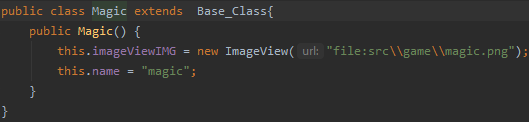 public class Magic extends  Base_Class{
    public Magic() {
        this.imageViewIMG = new ImageView( url: "file:src\\game\\magic.png");
        this.name = "magic";
    }
}